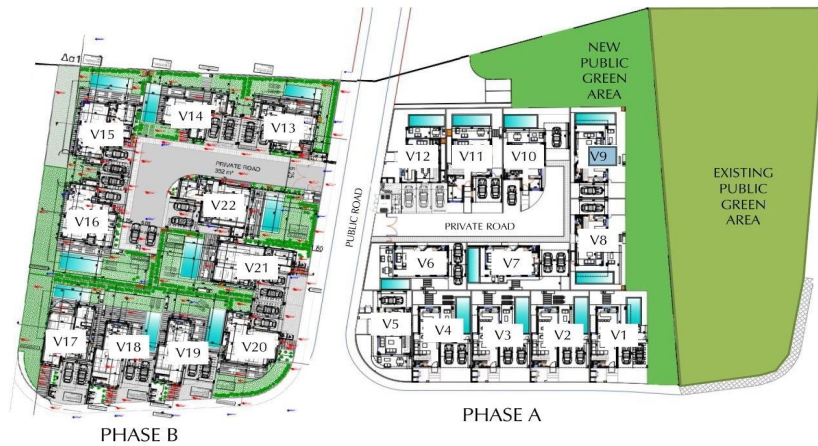 Δα1
NEW
PUBLIC
GREEN
AREA
EXISTING
PUBLIC
GREEN
AREA
V15
V14
V13
V12
V11
V10
V9
PRIVATE ROAD
352 m²
V16
V22
PUBLIC ROAD
PRIVATE ROAD
V8
V21
V6
V7
V17
V18
V19
V20
V5
V4
V3
V2
V1
PHASE B
PHASE A